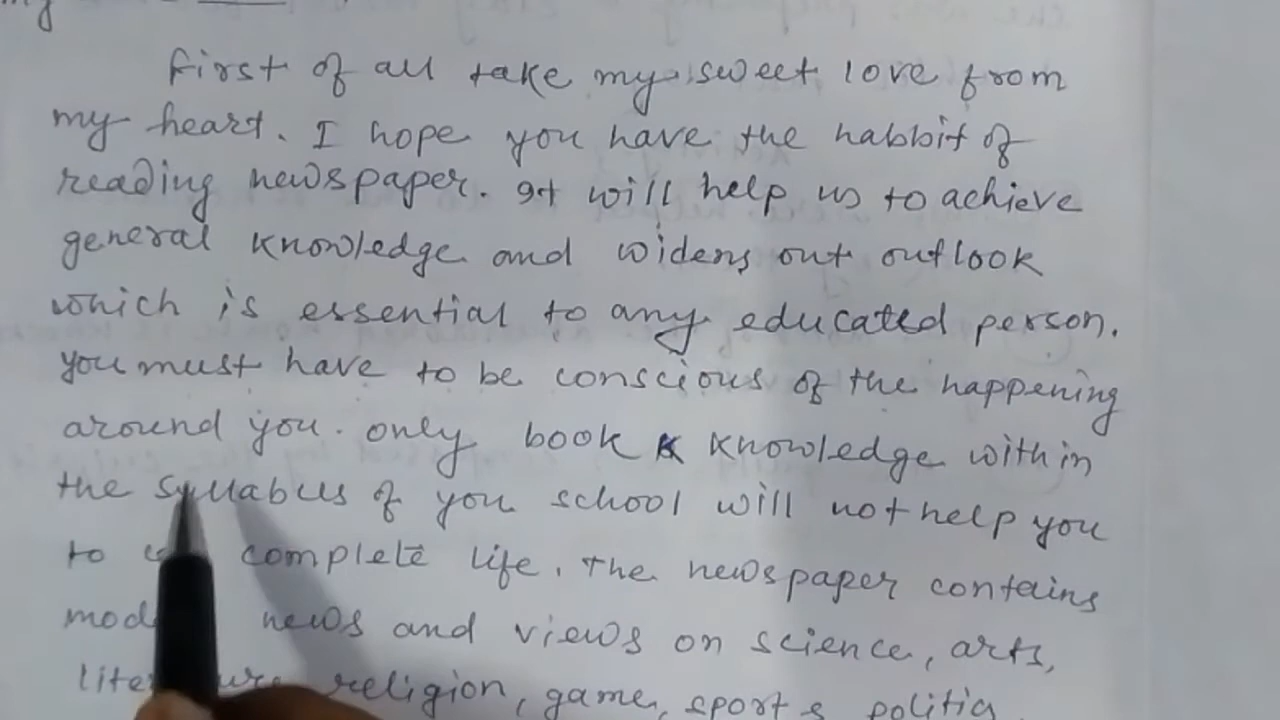 First of all take my sweet love from
my heart. I hope you have the habbit of
reading newspaper. It will help us to achieve
general knowledge and widens out outlook
which is essential to any educated person.
you must have to be conscious of the happening
around you. only book knowledge within
the syllabus of you school will not help you
to complete life. The newspaper contains
news and views on science, arts,
religion, game, sports politics